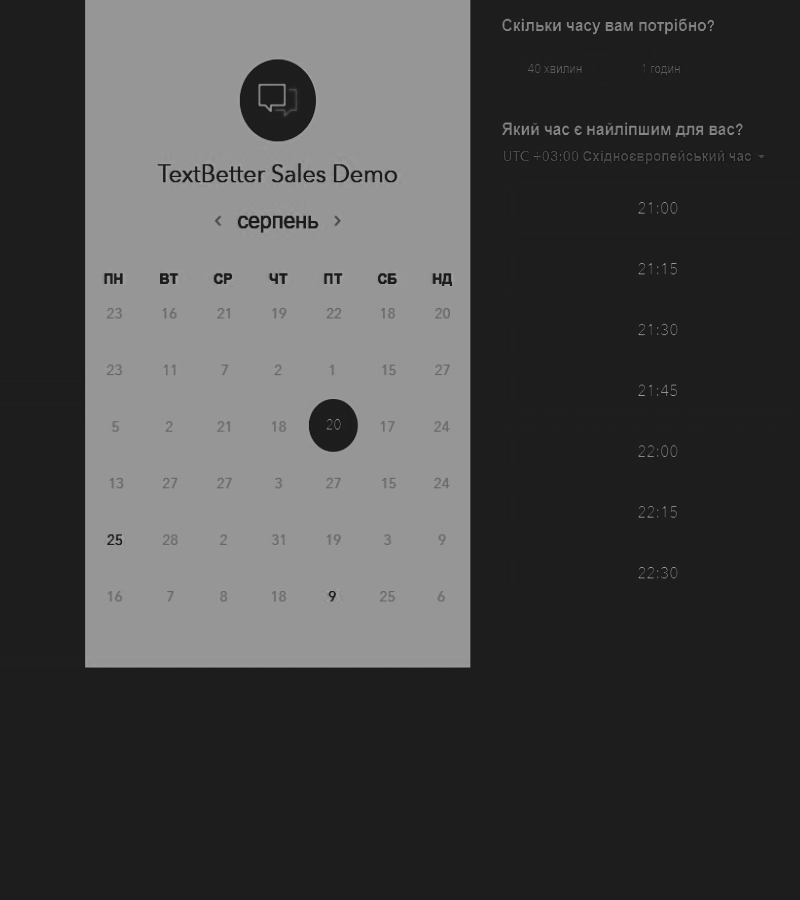 TextBetter Sales Demo
серпень
ПН ВТ СР ЧТ ПТ СБ НД
23 16 21 19 22 18 20
23 11 7 2 1 15 27
5 2 21 18 20 17 24
13 27 27 3 27 15 24
25 28 2 31 19 3 9
16 7 8 18 9 25 6
Скільки часу вам потрібно?
40 хвилин 1 годин
Який час є найліпшим для вас?
UTC +03:00 Східноєвропейський час
21:00
21:15
21:30
21:45
22:00
22:15
22:30